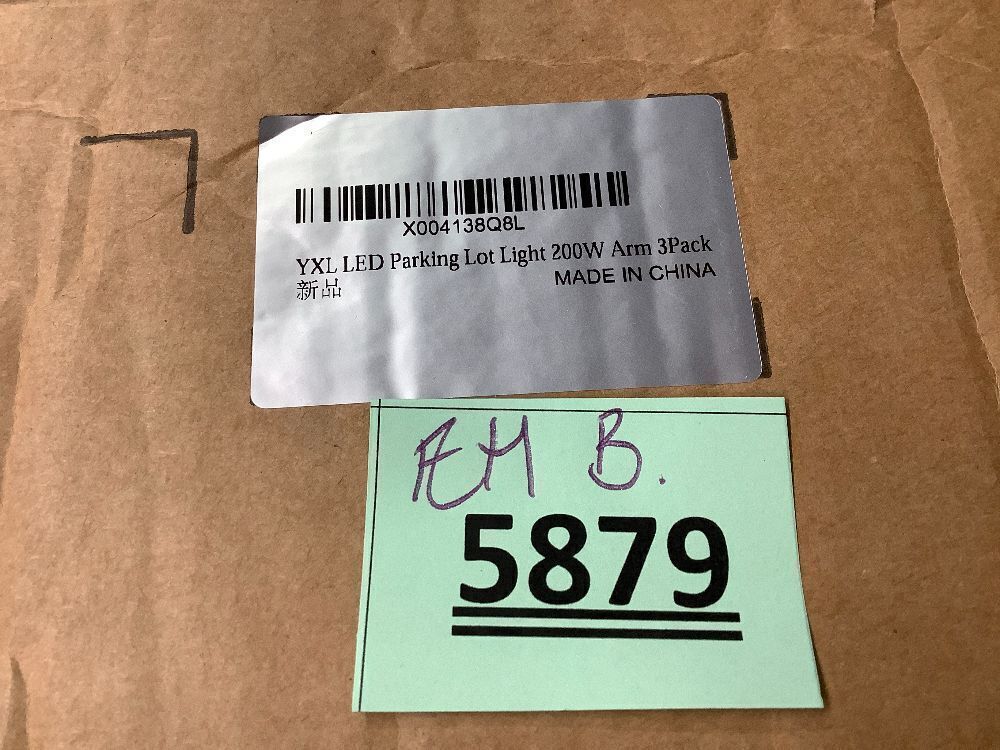 X004138Q8L
YXL LED Parking Lot Light 200W Arm 3Pack
新品
MADE IN CHINA
B.
5879